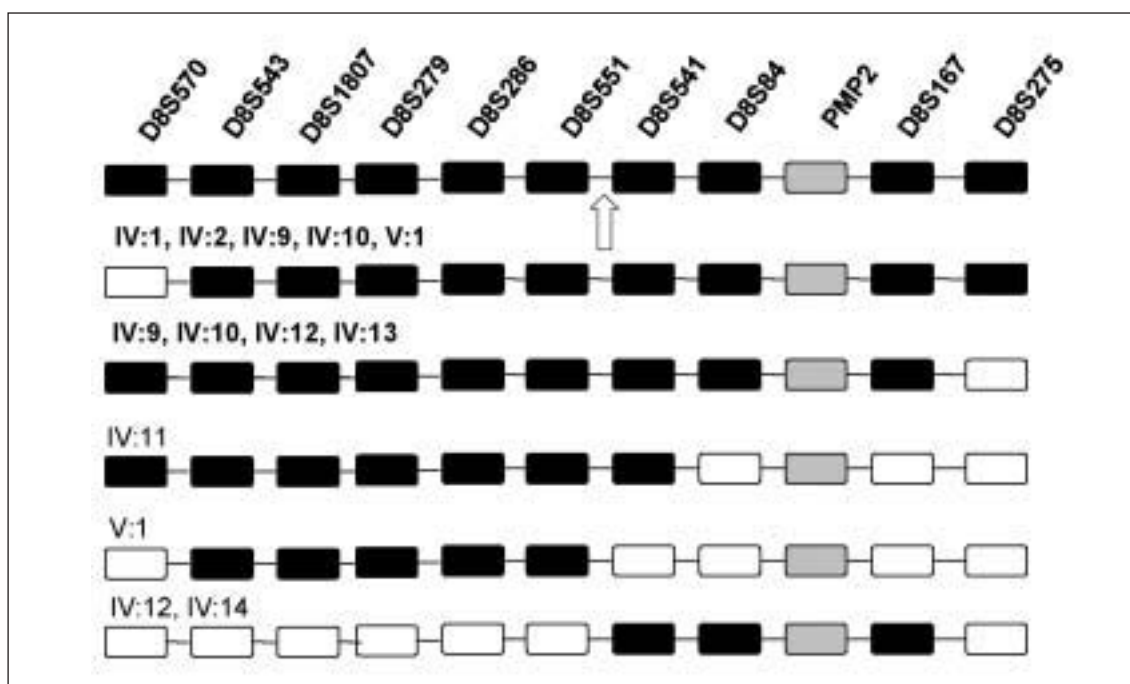 D8S570 D8S543 D8S1807 D8S279 D8S286 D8S551 D8S541 D8S84 PMP2 D8S167 D8S275
IV:1, IV:2, IV:9, IV:10, V:1
IV:9, IV:10, IV:12, IV:13
IV:11
V:1
IV:12, IV:14